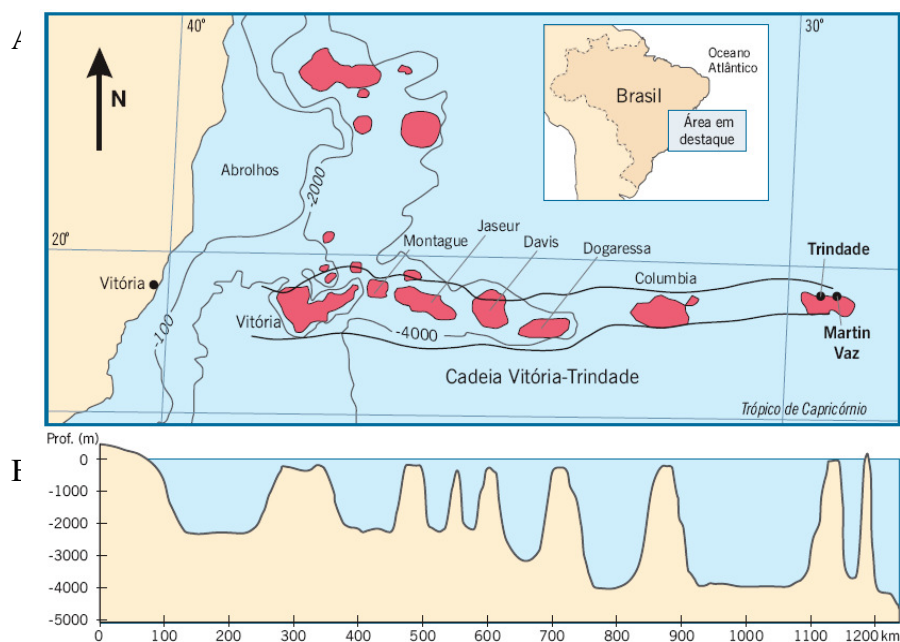 A
40°
30°
N
Oceano
Atlântico
Brasil
Área em
destaque
Abrolhos
-2000
20°
Montague
Jaseur
Davis
Dogaressa
Columbia
Trindade
Vitória
Vitória
-100
-4000
Martin
Vaz
Cadeia Vitória-Trindade
Trópico de Capricórnio
Prof. (m)
0
-1000
-2000
-3000
-4000
-5000
0 100 200 300 400 500 600 700 800 900 1000 1100 1200 km